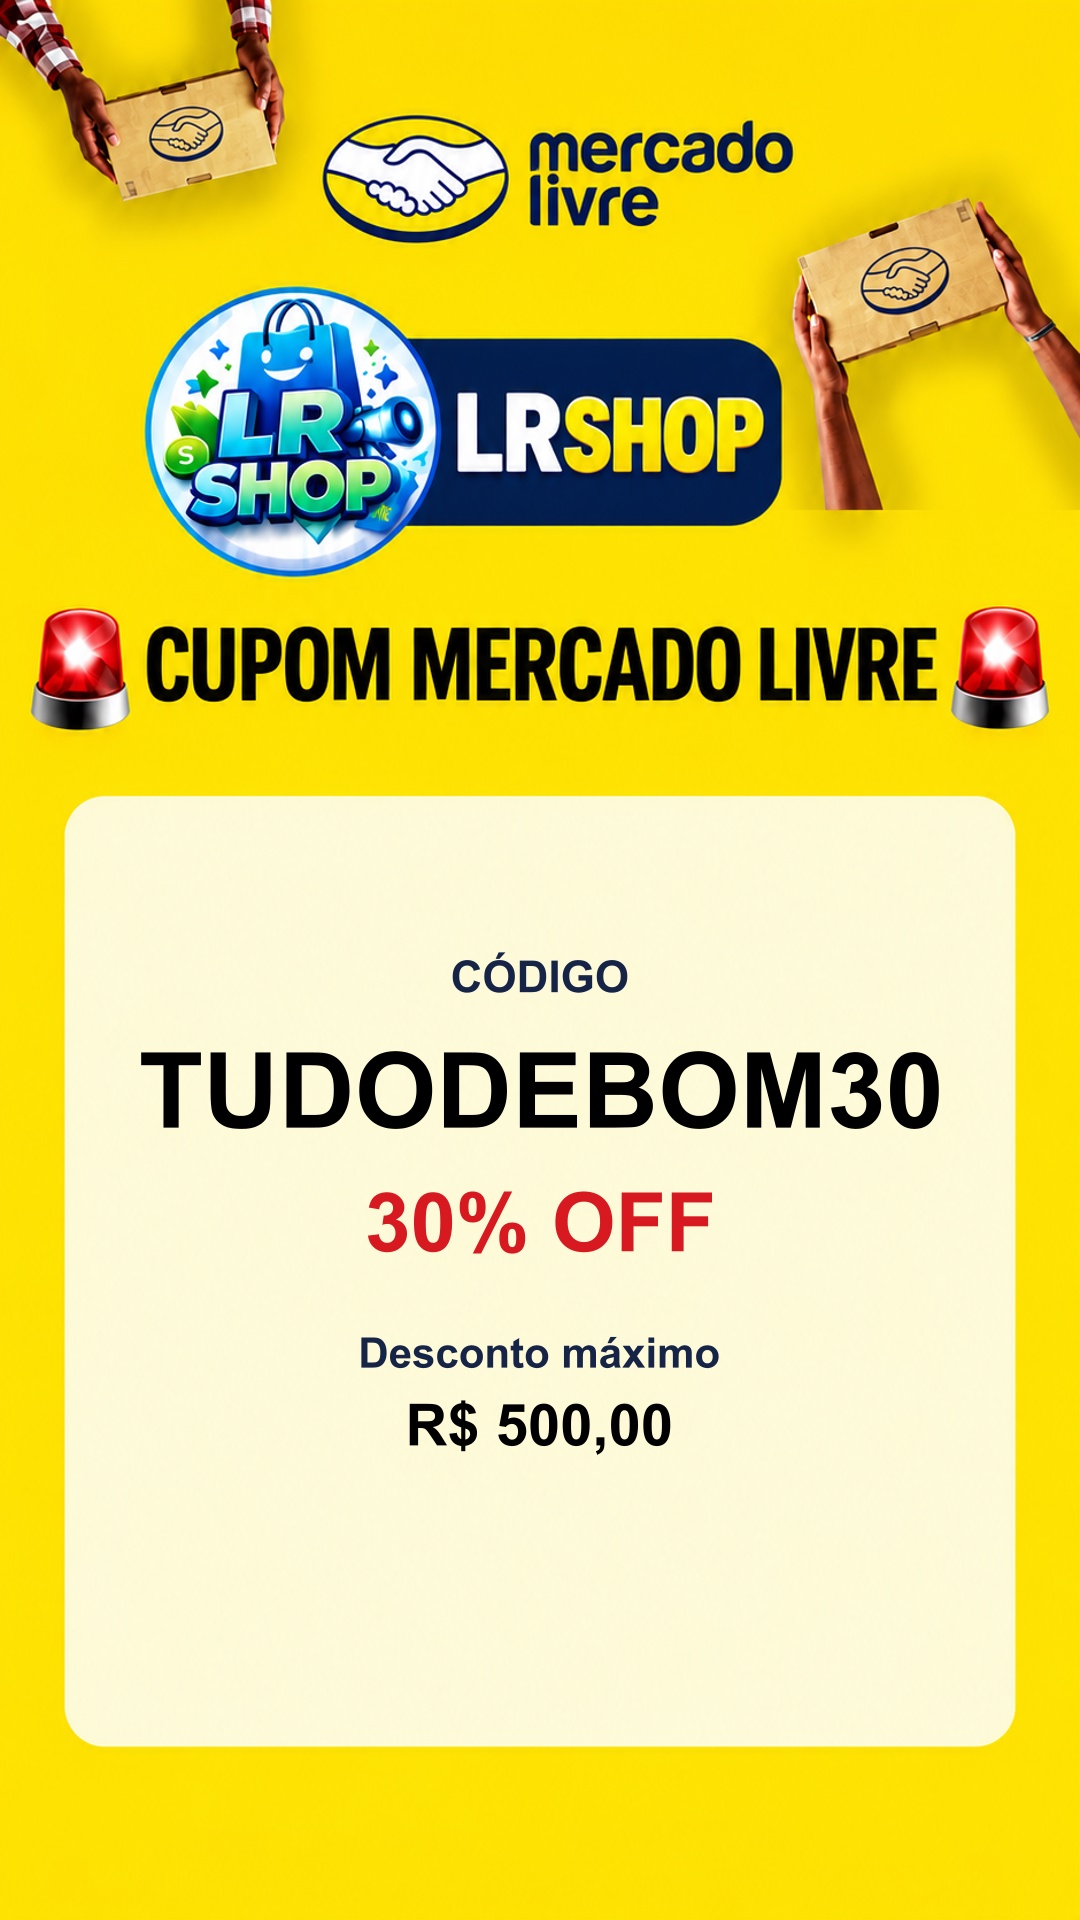 mercado
livre
LR
SHOP
LRSHOP
S
CUPOM MERCADO LIVRE
CÓDIGO
TUDODEBOM30
30% OFF
Desconto máximo
R$ 500,00